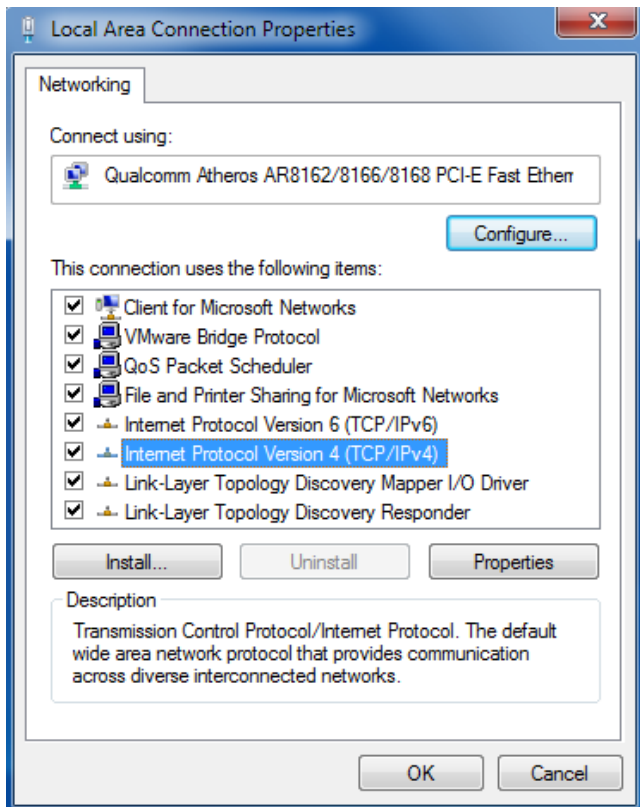 Local Area Connection Properties
Networking
Connect using:
Qualcomm Atheros AR8162/8166/8168 PCI-E Fast Ethern
Configure...
This connection uses the following items:
Client for Microsoft Networks
VMware Bridge Protocol
QoS Packet Scheduler
File and Printer Sharing for Microsoft Networks
Internet Protocol Version 6 (TCP/IPv6)
Internet Protocol Version 4 (TCP/IPv4)
Link-Layer Topology Discovery Mapper I/O Driver
Link-Layer Topology Discovery Responder
Install... Uninstall Properties
Description
Transmission Control Protocol/Internet Protocol. The default
wide area network protocol that provides communication
across diverse interconnected networks.
OK Cancel